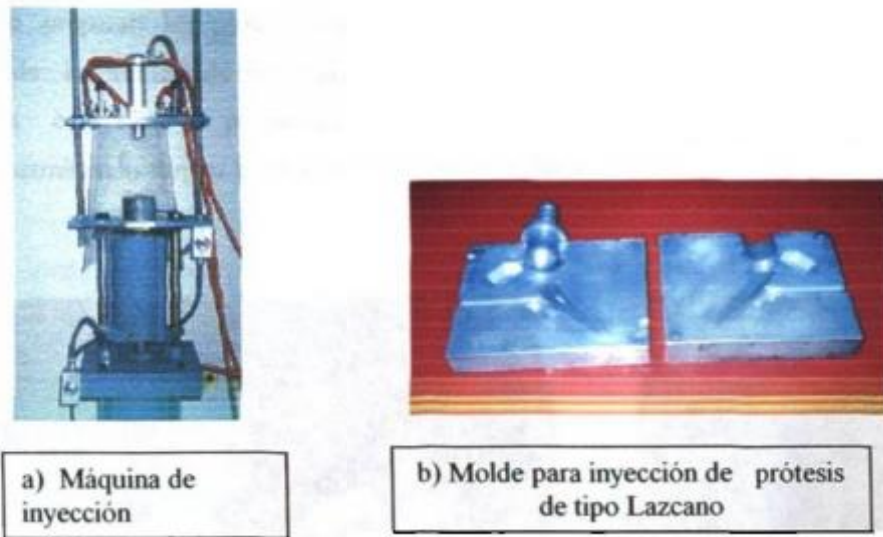 a) Máquina de
inyección
b) Molde para inyección de prótesis
de tipo Lazcano